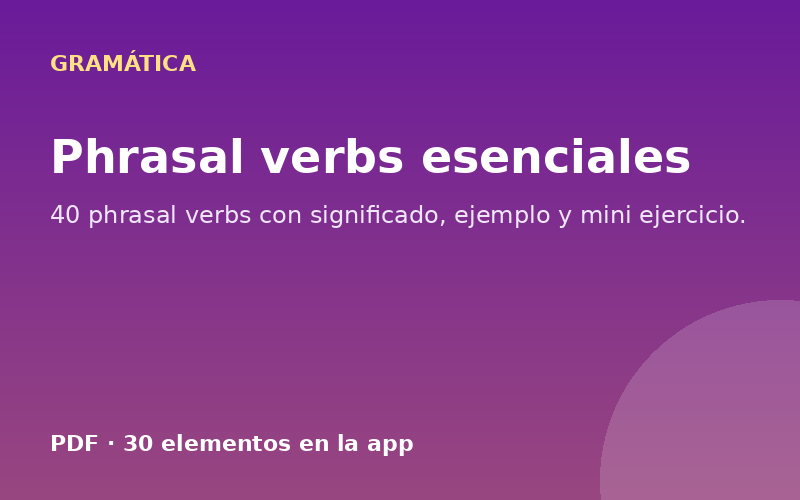 GRAMÁTICA
Phrasal verbs esenciales
40 phrasal verbs con significado, ejemplo y mini ejercicio.
PDF · 30 elementos en la app